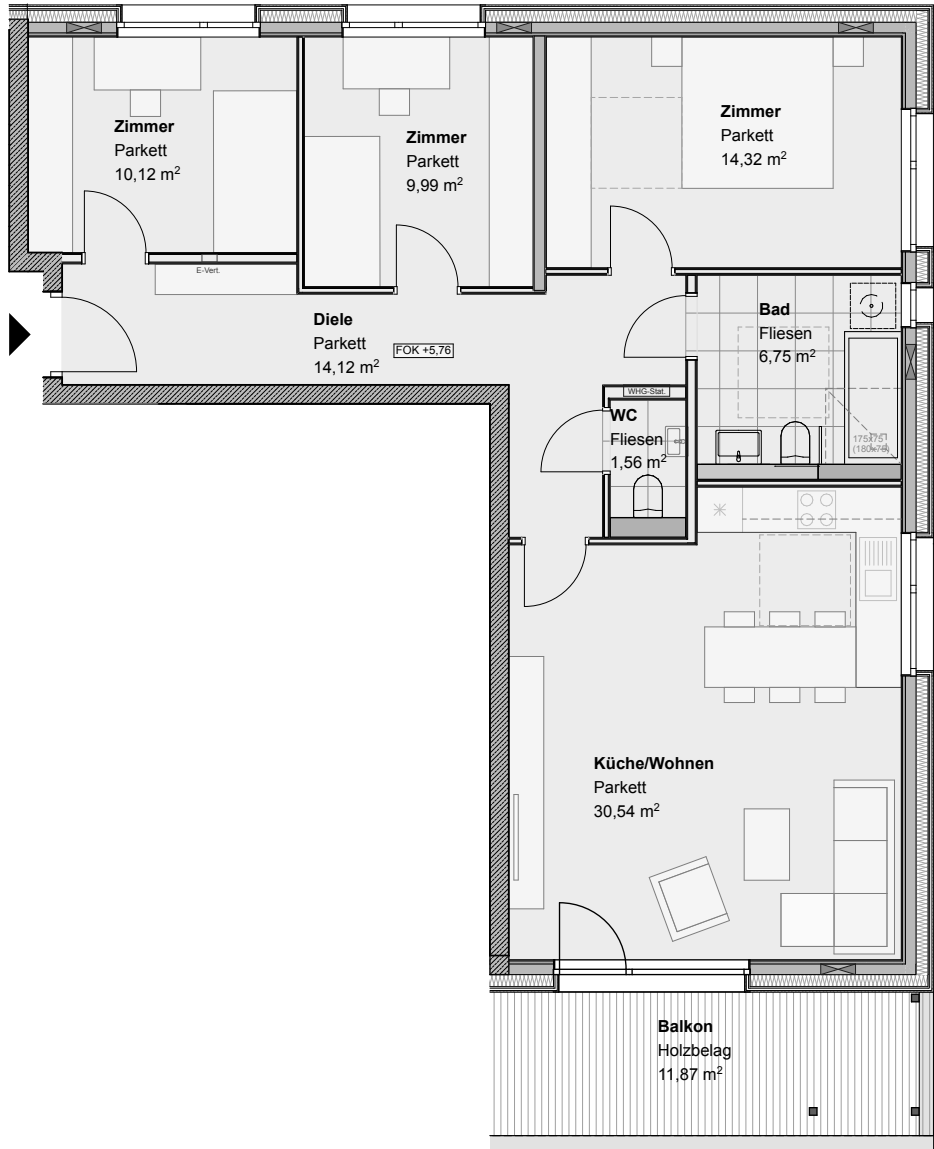 Zimmer
Parkett
10,12 m²
Zimmer
Parkett
9,99 m²
Zimmer
Parkett
14,32 m²
E-Vert.
Diele
Parkett
14,12 m²
FOK +5,76
Bad
Fliesen
6,75 m²
WHG-Stat.
WC
Fliesen
1,56 m²
175x75
(180x75)
Küche/Wohnen
Parkett
30,54 m²
Balkon
Holzbelag
11,87 m²